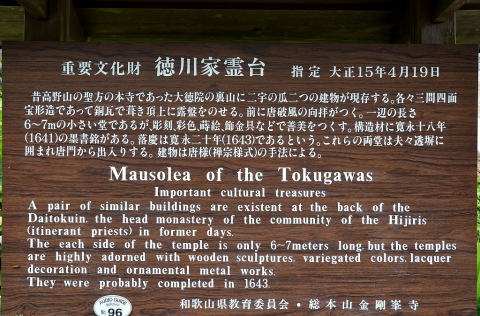 重要文化財 徳川家霊台 指定 大正15年4月19日
昔高野山の聖方の本寺であった大徳院の裏山に二字の瓜二つの建物が現存する。各々三間四面
宝形造であって銅瓦で葺き頂上に露盤をのせる。前に唐破風の向拝がつく。一辺の長さ
6〜7mの小さい堂であるが、彫刻、彩色、蒔絵、飾金具などで善美をつくす。構造材に寛永十八年
(1641)の墨書銘がある。落慶は寛永二十年(1643)であるという。これらの両堂は夫々透塀に
囲まれ唐門から出入りする。建物は唐様(禅宗様式)の手法による。
Mausolea of the Tokugawas
Important cultural treasures
A pair of similar buildings are existent at the back of the
Daitokuin, the head monastery of the community of the Hijiris
(itinerant priests) in former days.
The each side of the temple is only 6~7meters long, but the temples
are highly adorned with wooden sculptures, variegated colors, lacquer
decoration and ornamental metal works.
They were probably completed in 1643.
AUDIO GUIDE
96
和歌山県教育委員会・総本山金剛峯寺